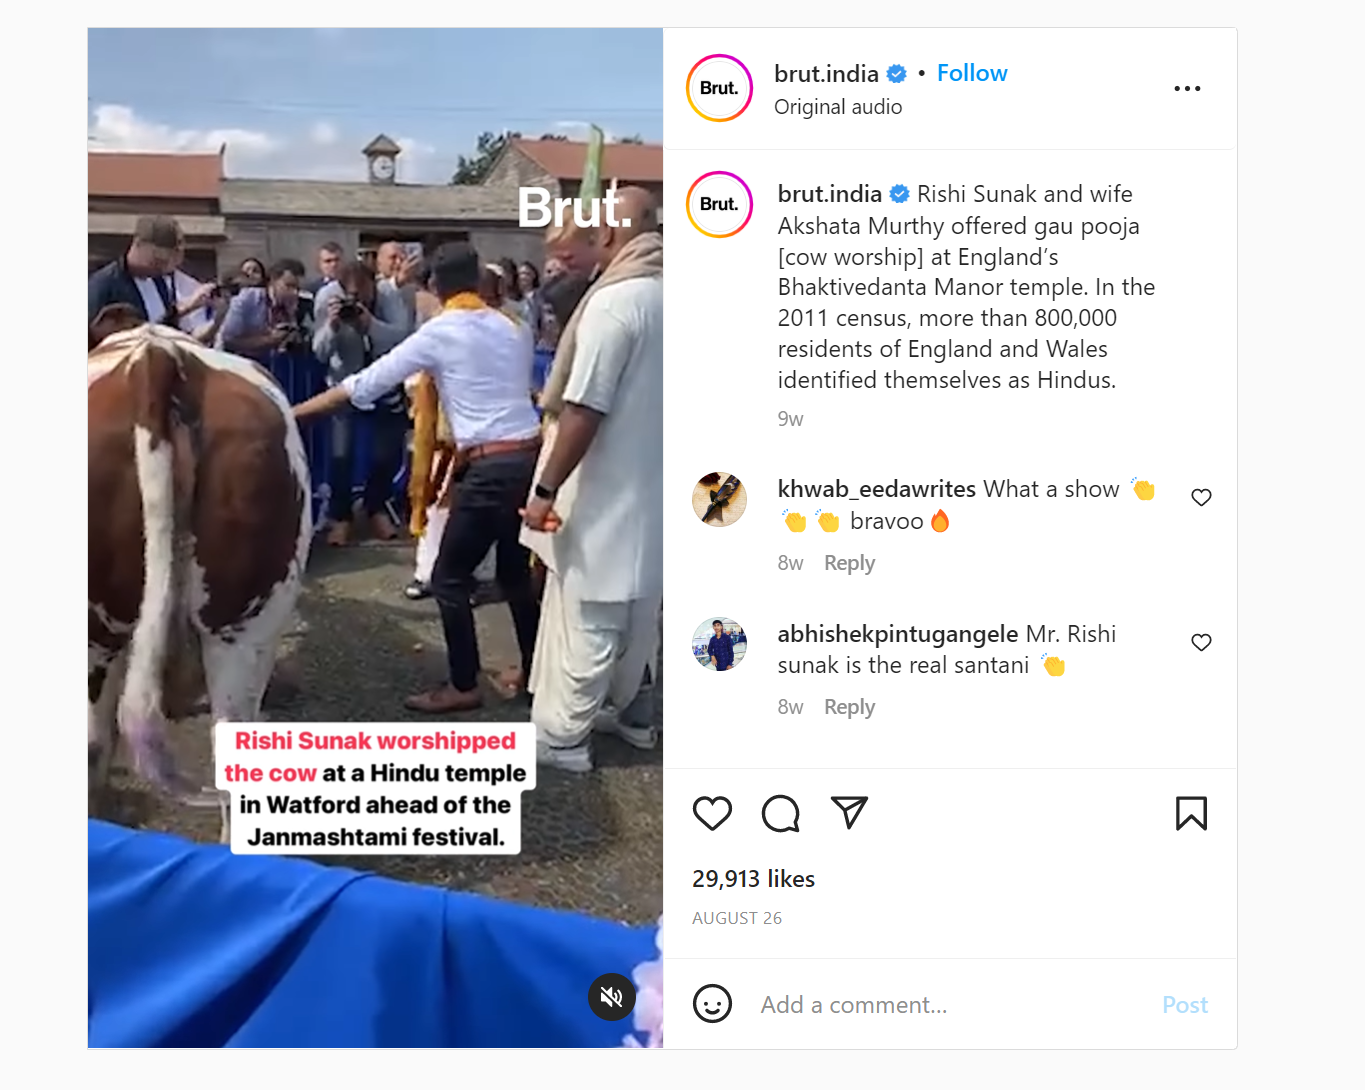 Brut.
Rishi Sunak worshipped
the cow at a Hindu temple
in Watford ahead of the
Janmashtami festival.
Brut.
brut.india • Follow
Original audio
Brut.
brut.india Rishi Sunak and wife
Akshata Murthy offered gau pooja
[cow worship] at England’s
Bhaktivedanta Manor temple. In the
2011 census, more than 800,000
residents of England and Wales
identified themselves as Hindus.
9w
khwab_eedawrites What a show 👏
👏 👏 bravoo🔥
8w Reply
abhishekpintugangele Mr. Rishi
sunak is the real santani 👏
8w Reply
29,913 likes
AUGUST 26
Add a comment...
Post